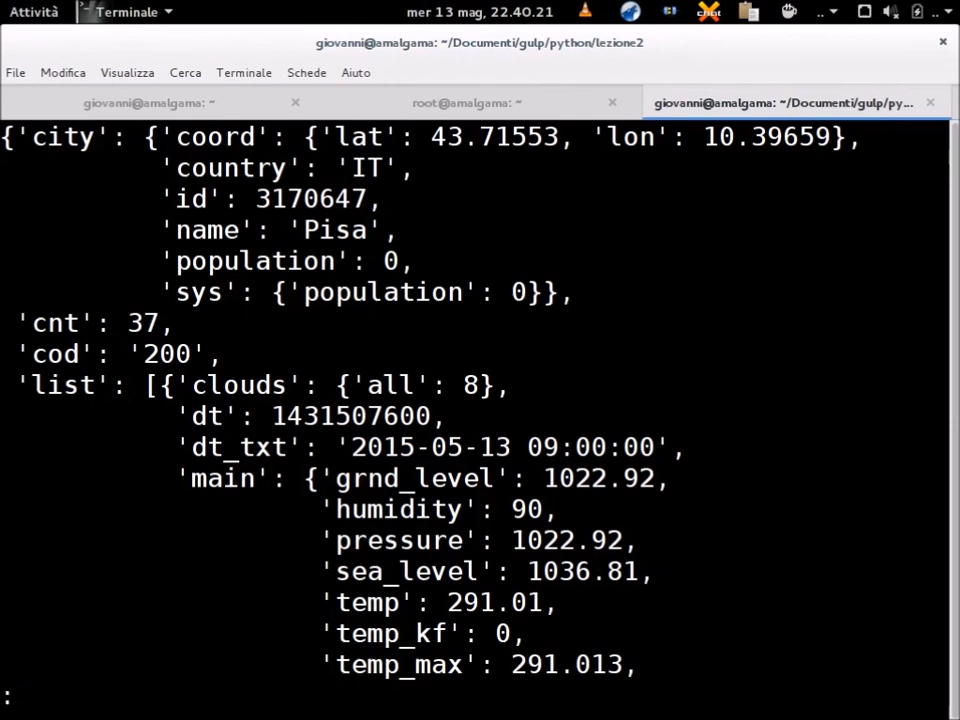 Attività Terminale mer 13 mag, 22.40.21
giovanni@amalgama: ~/Documenti/gulp/python/lezione2
File Modifica Visualizza Cerca Terminale Schede Aiuto
giovanni@amalgama: ~ root@amalgama: ~ giovanni@amalgama: ~/Documenti/gulp/py...
{'city': {'coord': {'lat': 43.71553, 'lon': 10.39659},
'country': 'IT',
'id': 3170647,
'name': 'Pisa',
'population': 0,
'sys': {'population': 0}},
'cnt': 37,
'cod': '200',
'list': [{'clouds': {'all': 8},
'dt': 1431507600,
'dt_txt': '2015-05-13 09:00:00',
'main': {'grnd_level': 1022.92,
'humidity': 90,
'pressure': 1022.92,
'sea_level': 1036.81,
'temp': 291.01,
'temp_kf': 0,
'temp_max': 291.013,
: